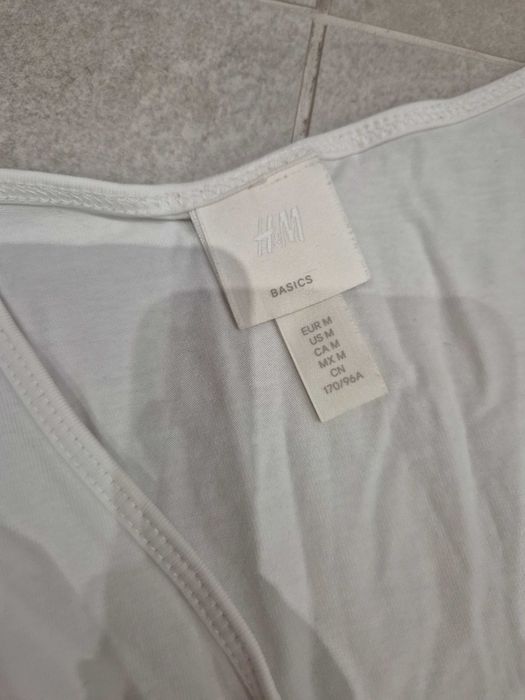 H&M
BASICS
EUR M
US M
CA M
MX M
CN
170/96A